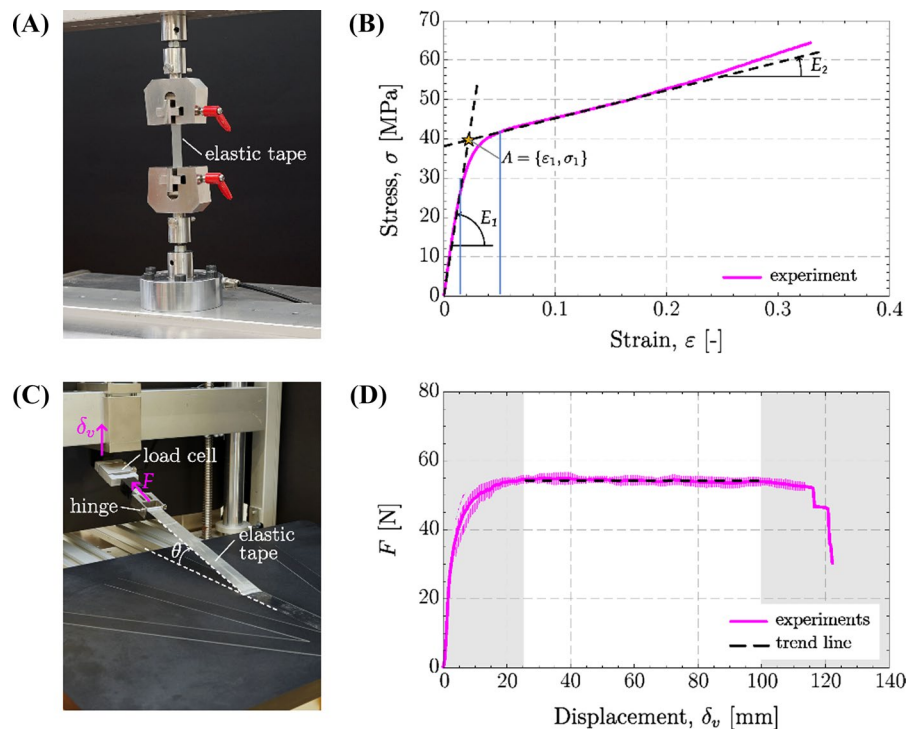 (A)
elastic tape
(B)
Stress, σ [MPa]
70
60
50
40
30
20
10
0
E₂
Λ = {ε₁, σ₁}
E₁
experiment
0
0.1
0.2
0.3
0.4
Strain, ε [-]
(C)
δᵥ
load cell
F
hinge
elastic
tape
θ
(D)
F [N]
80
60
40
20
0
experiments
trend line
0
20
40
60
80
100
120
140
Displacement, δᵥ [mm]